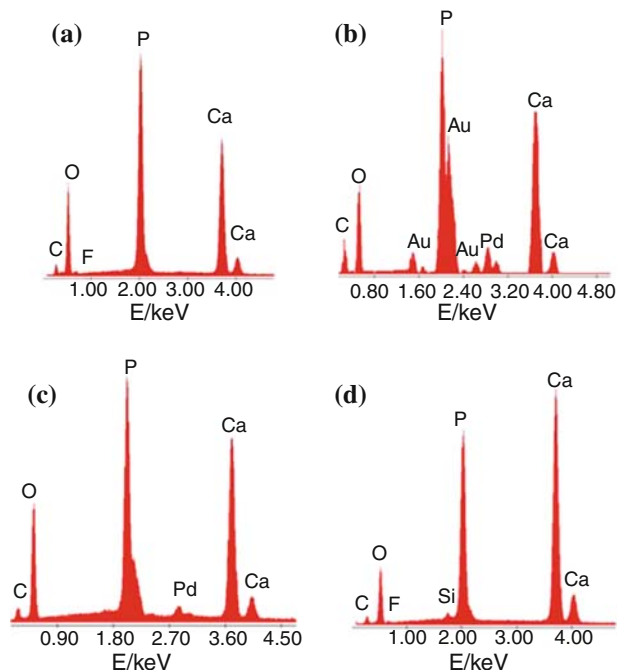 (a)
P
Ca
O
C
F
Ca
1.00 2.00 3.00 4.00
E/keV
(b)
P
Au
Ca
O
C
Au
Au
Pd
Ca
0.80 1.60 2.40 3.20 4.00 4.80
E/keV
(c)
P
Ca
O
C
Pd
Ca
0.90 1.80 2.70 3.60 4.50
E/keV
(d)
Ca
P
O
C
F
Si
Ca
1.00 2.00 3.00 4.00
E/keV